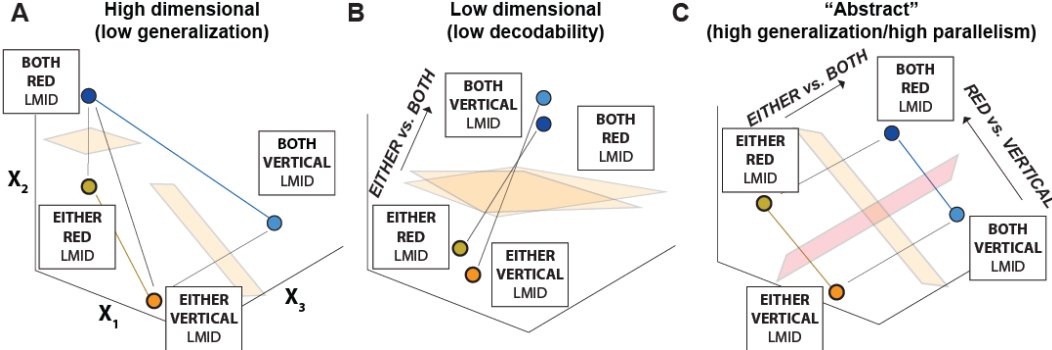 A
High dimensional
(low generalization)
BOTH
RED
LMID
BOTH
VERTICAL
LMID
X2
EITHER
RED
LMID
X1
EITHER
VERTICAL
LMID
X3
B
Low dimensional
(low decodability)
EITHER vs. BOTH
BOTH
VERTICAL
LMID
BOTH
RED
LMID
EITHER
RED
LMID
EITHER
VERTICAL
LMID
C
“Abstract”
(high generalization/high parallelism)
EITHER vs. BOTH
BOTH
RED
LMID
RED vs. VERTICAL
EITHER
RED
LMID
BOTH
VERTICAL
LMID
EITHER
VERTICAL
LMID